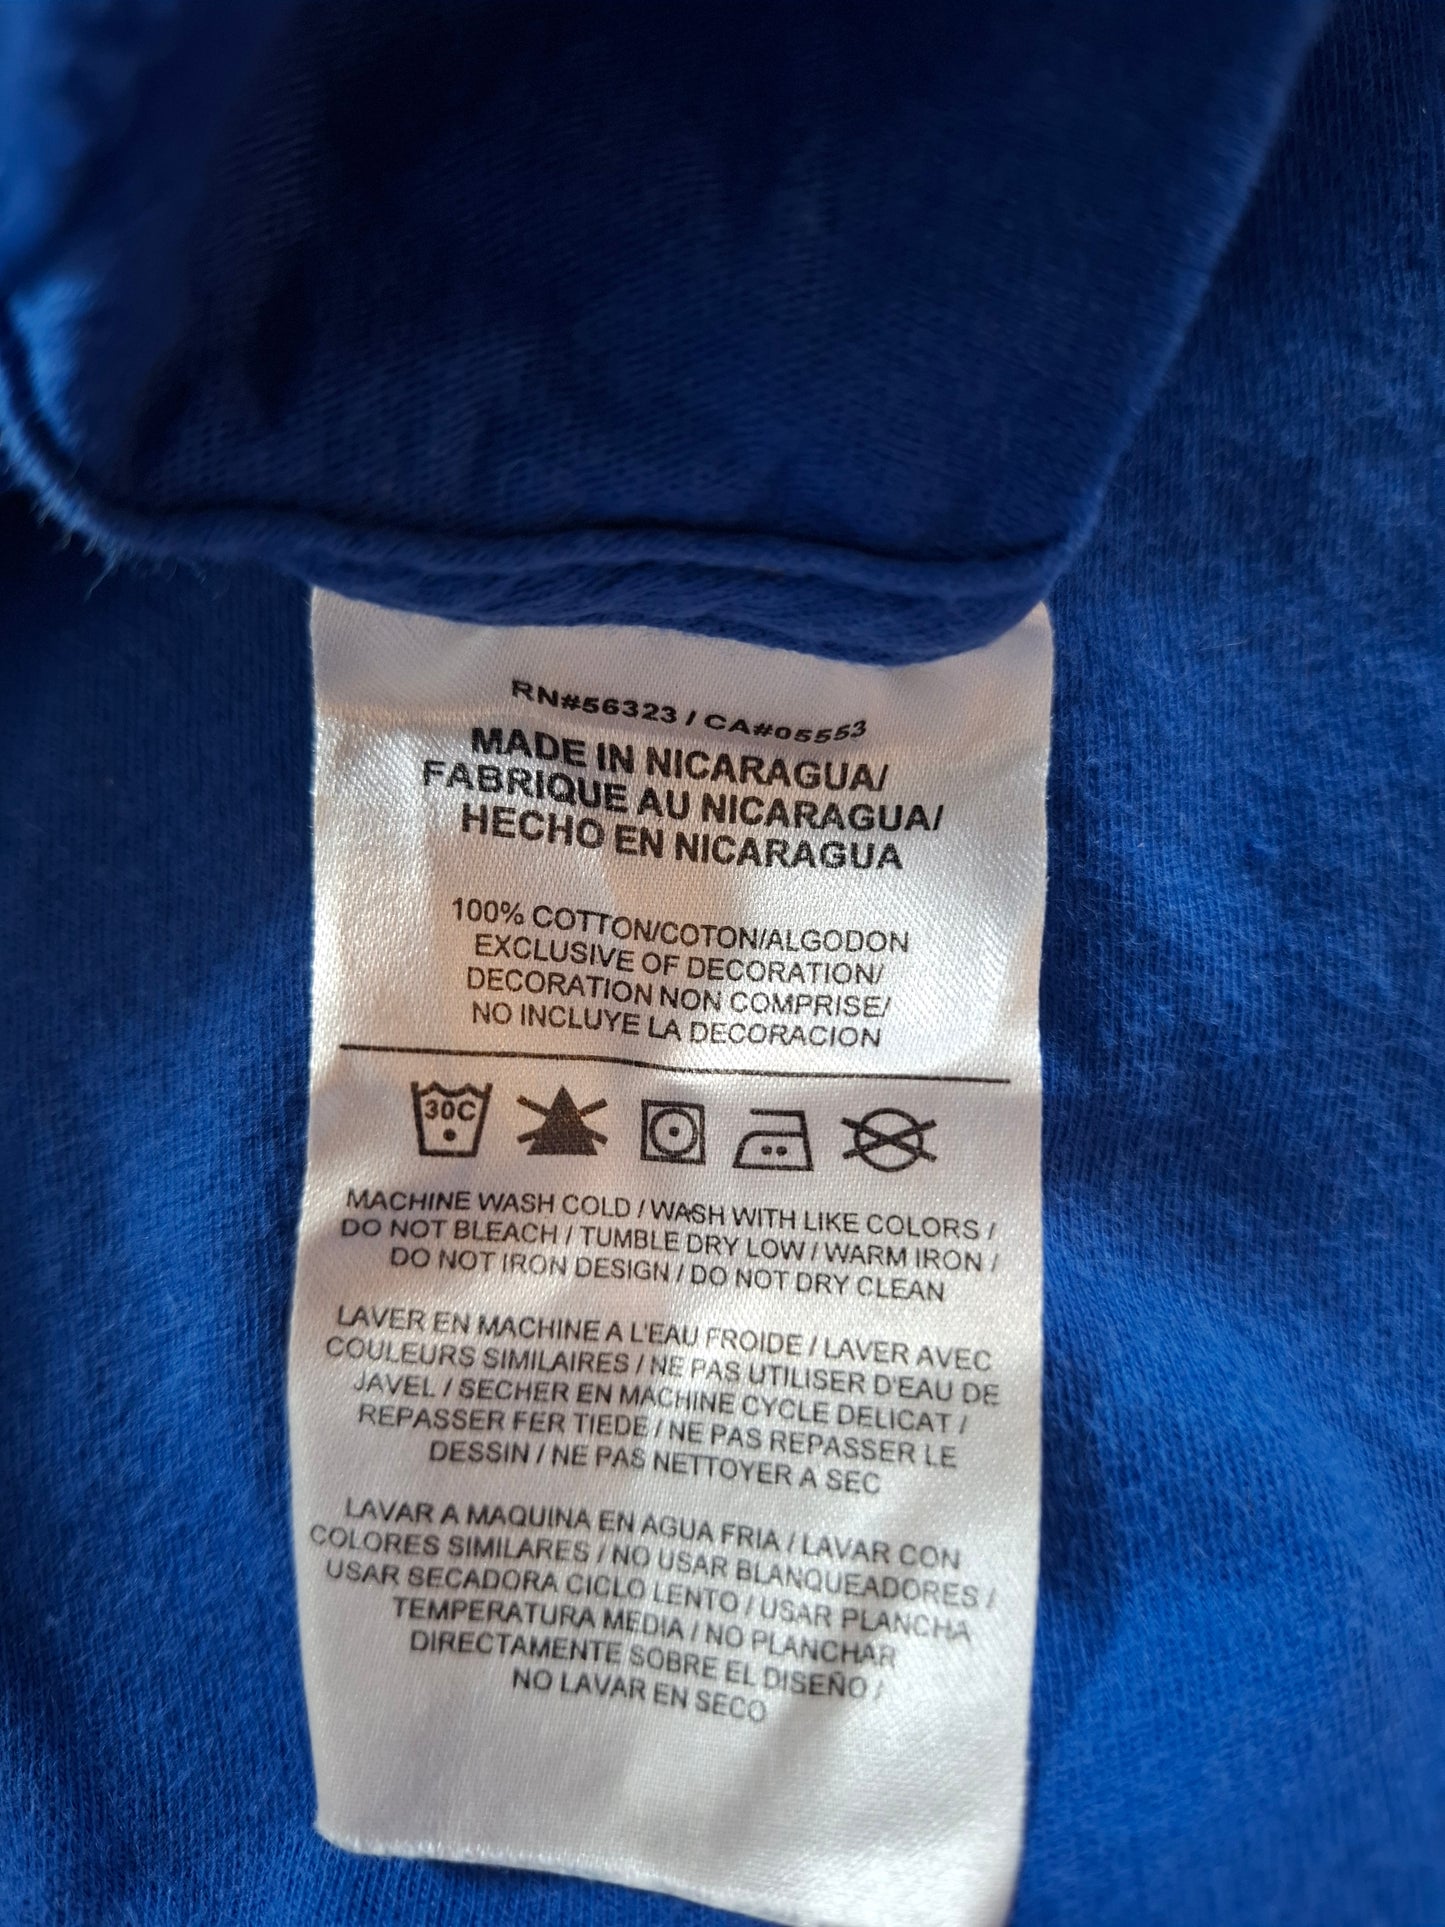 RN#56323 / CA#05553
MADE IN NICARAGUA/
FABRIQUE AU NICARAGUA/
HECHO EN NICARAGUA
100% COTTON/COTON/ALGODON
EXCLUSIVE OF DECORATION/
DECORATION NON COMPRISE/
NO INCLUYE LA DECORACION
30C
MACHINE WASH COLD / WASH WITH LIKE COLORS /
DO NOT BLEACH / TUMBLE DRY LOW / WARM IRON /
DO NOT IRON DESIGN / DO NOT DRY CLEAN
LAVER EN MACHINE A L'EAU FROIDE / LAVER AVEC
COULEURS SIMILAIRES / NE PAS UTILISER D'EAU DE
JAVEL / SECHER EN MACHINE CYCLE DELICAT /
REPASSER FER TIEDE / NE PAS REPASSER LE
DESSIN / NE PAS NETTOYER A SEC
LAVAR A MAQUINA EN AGUA FRIA / LAVAR CON
COLORES SIMILARES / NO USAR BLANQUEADORES /
USAR SECADORA CICLO LENTO / USAR PLANCHA
TEMPERATURA MEDIA / NO PLANCHAR
DIRECTAMENTE SOBRE EL DISEÑO /
NO LAVAR EN SECO